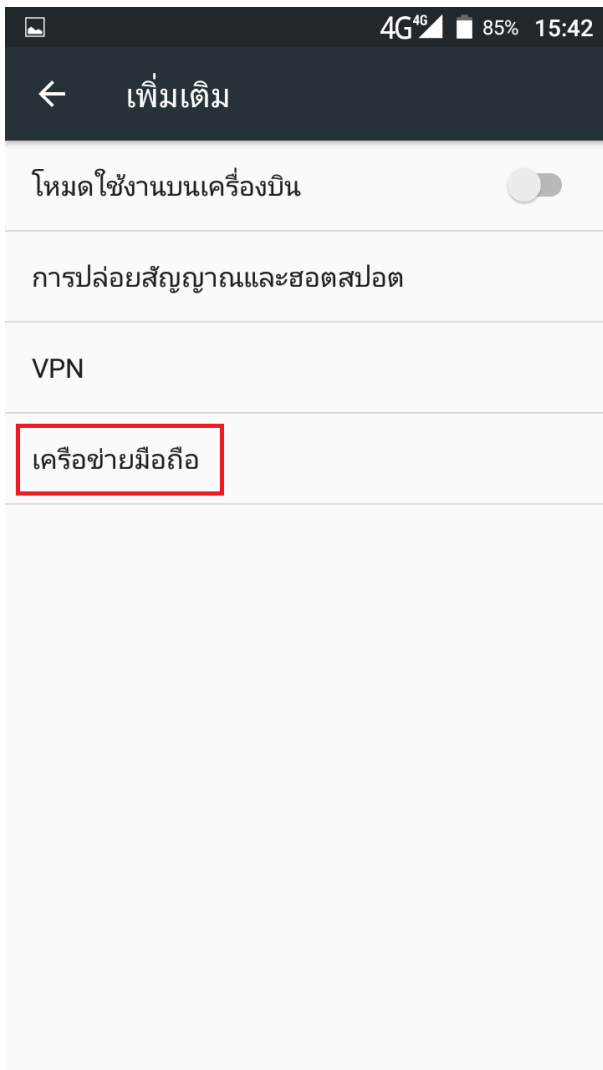 4G 4G 85% 15:42
เพิ่มเติม
โหมดใช้งานบนเครื่องบิน
การปล่อยสัญญาณและฮอตสปอต
VPN
เครือข่ายมือถือ